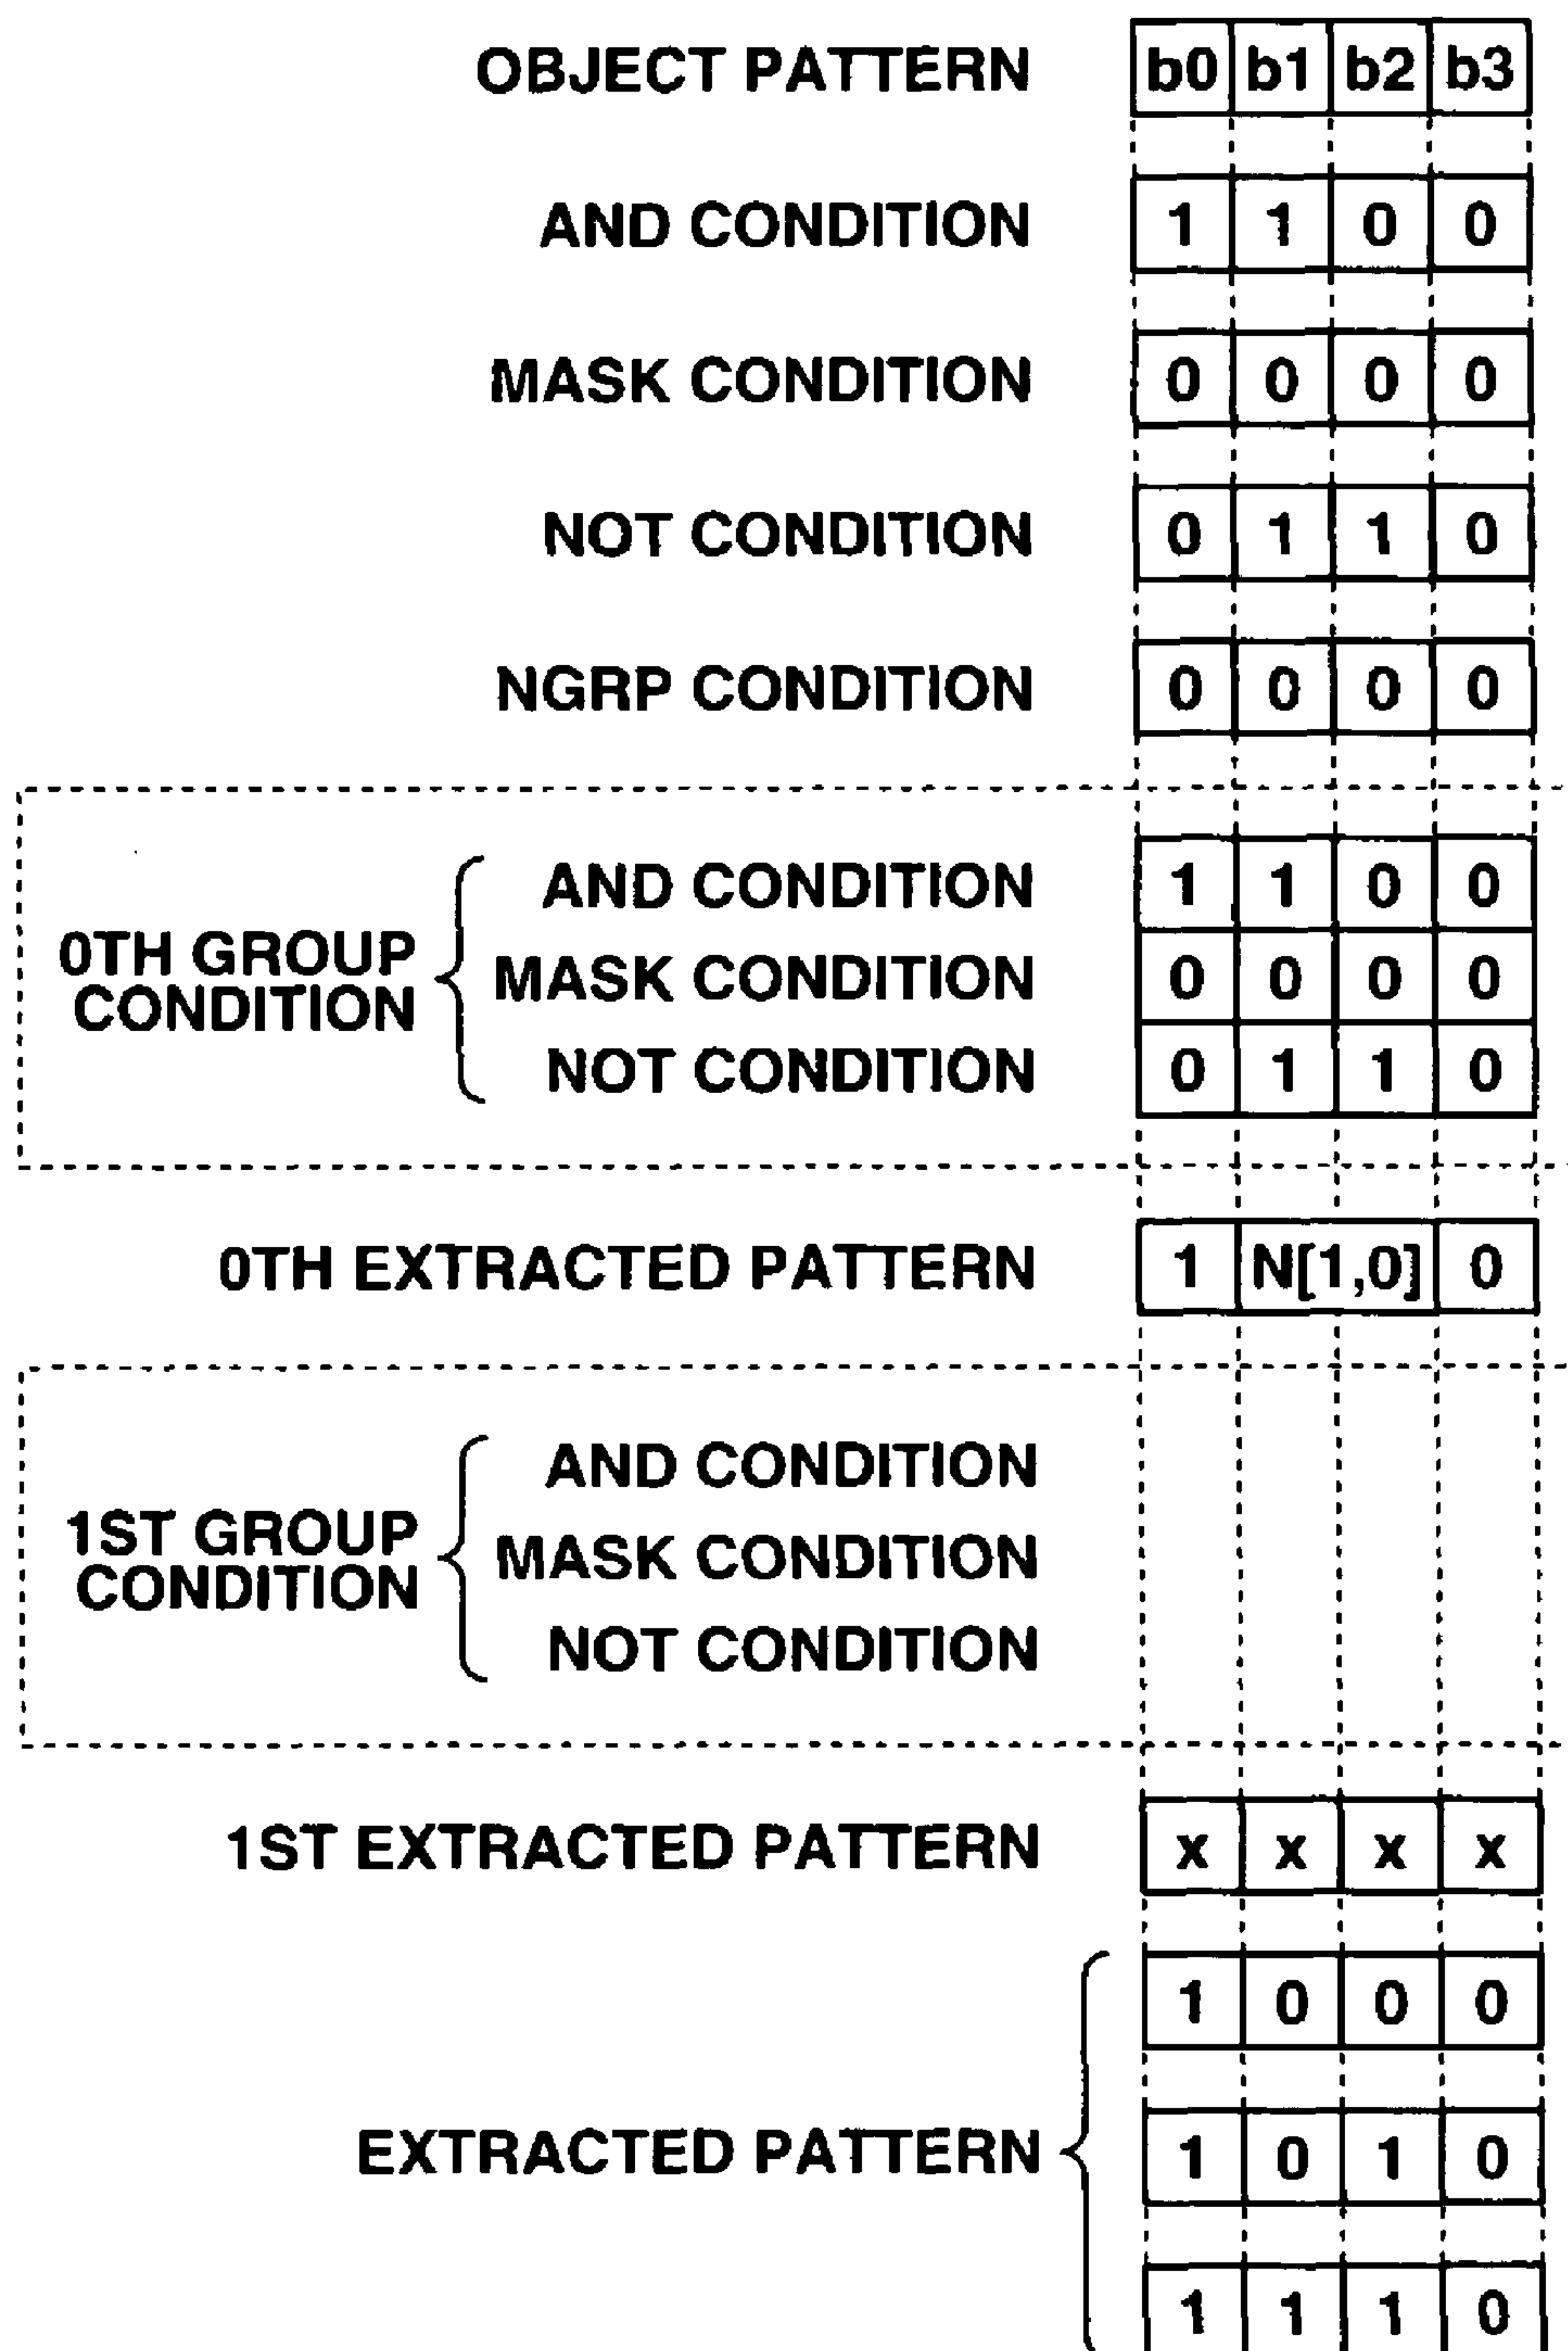 OBJECT PATTERN b0 b1 b2 b3
AND CONDITION 1 1 0 0
MASK CONDITION 0 0 0 0
NOT CONDITION 0 1 1 0
NGRP CONDITION 0 0 0 0
0TH GROUP
CONDITION
AND CONDITION 1 1 0 0
MASK CONDITION 0 0 0 0
NOT CONDITION 0 1 1 0
0TH EXTRACTED PATTERN 1 N[1,0] 0
1ST GROUP
CONDITION
AND CONDITION
MASK CONDITION
NOT CONDITION
1ST EXTRACTED PATTERN x x x x
1 0 0 0
EXTRACTED PATTERN 1 0 1 0
1 1 1 0